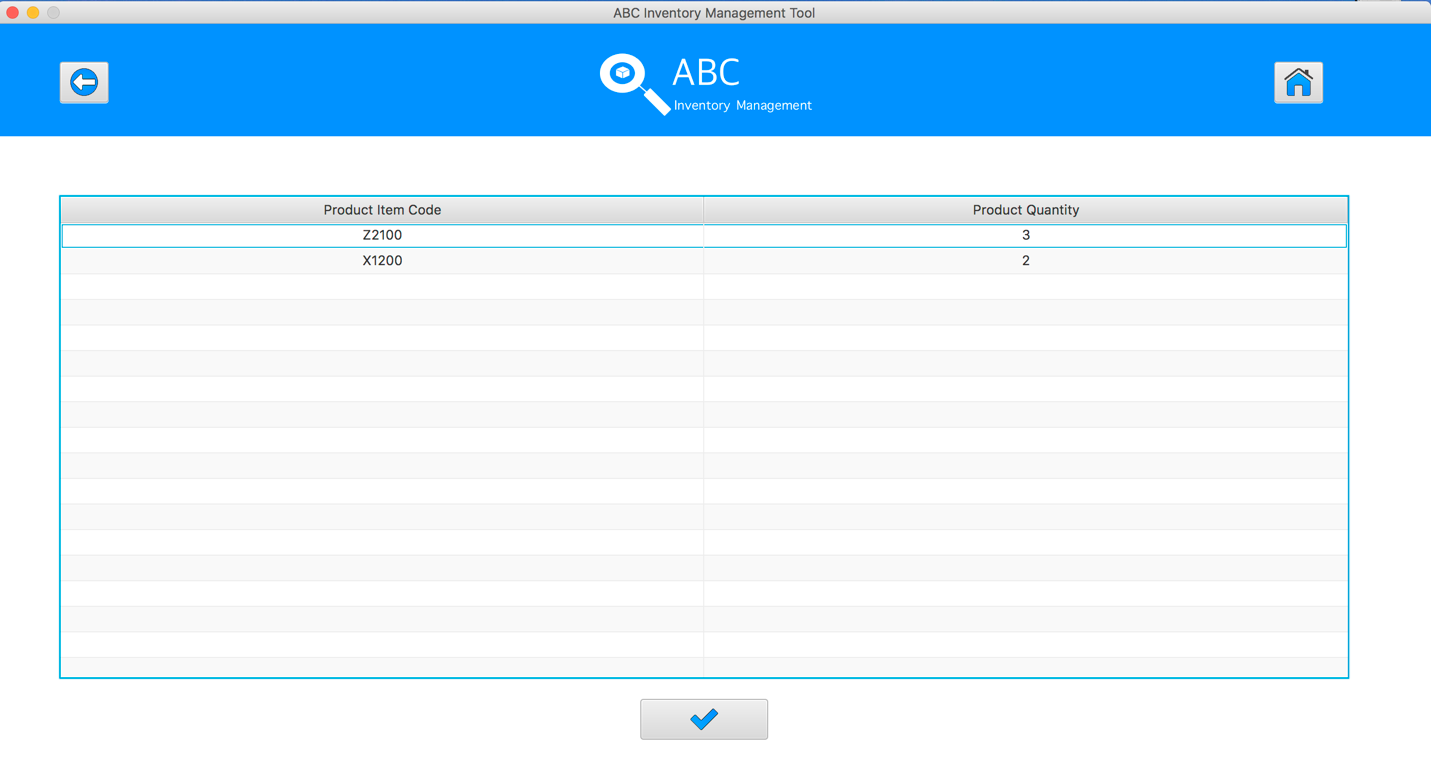 ABC Inventory Management Tool
ABC
Inventory Management
Product Item Code Product Quantity
Z2100 3
X1200 2